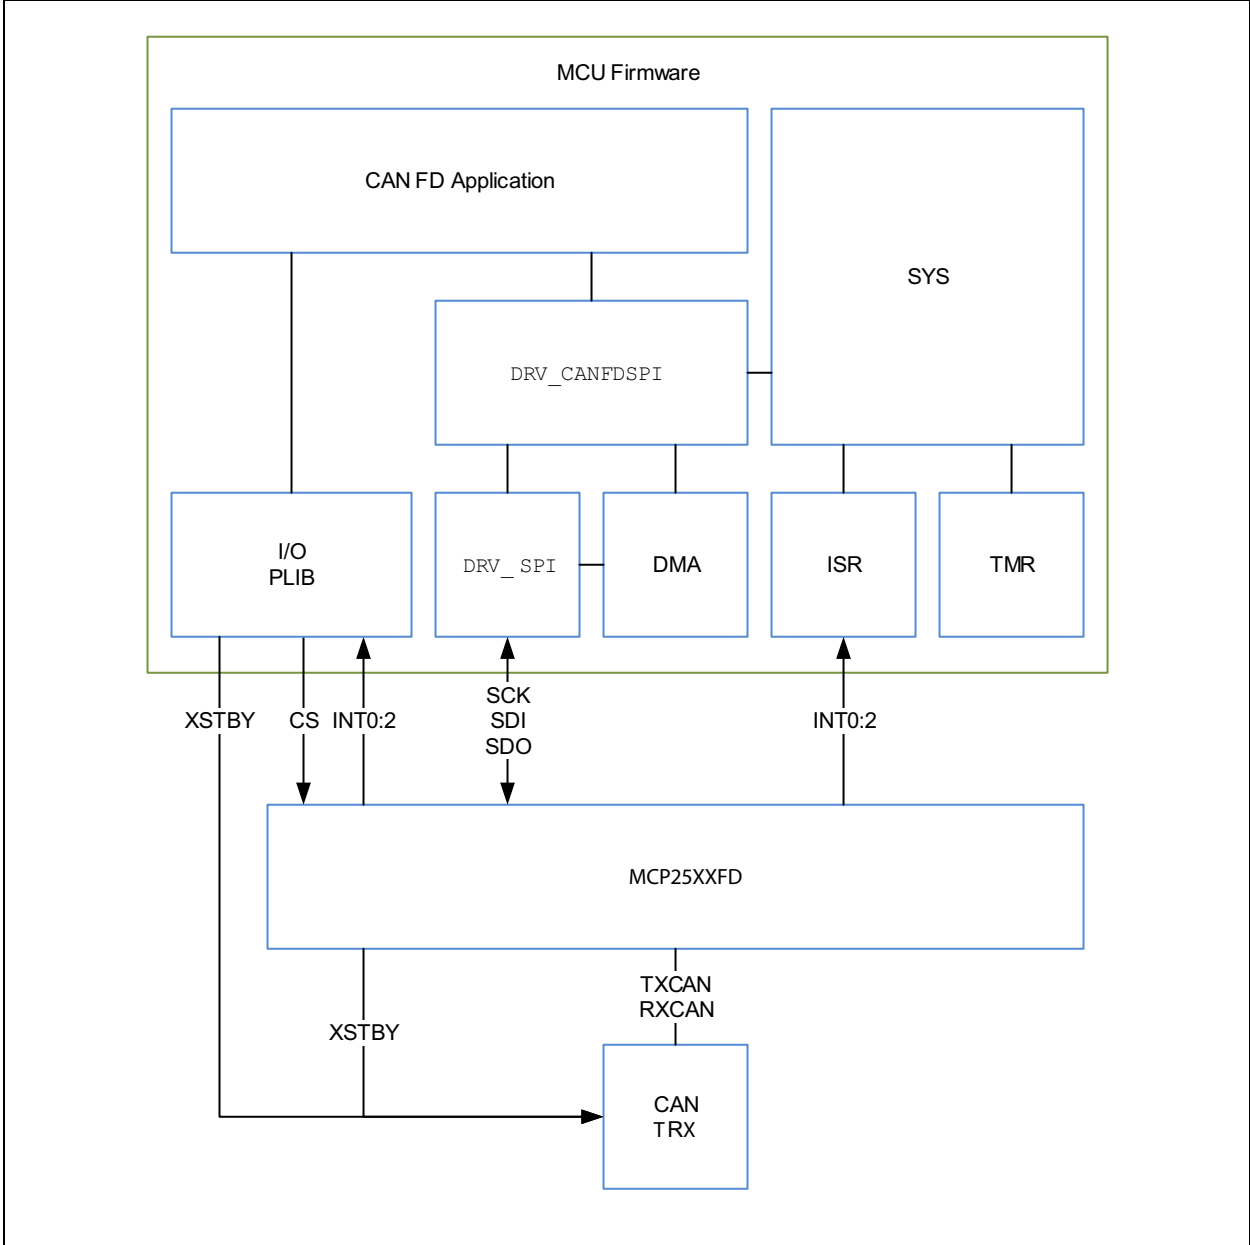 MCU Firmware
CAN FD Application
SYS
DRV_CANFDSPI
I/O
PLIB
DRV_ SPI
DMA
ISR
TMR
XSTBY
CS
INT0:2
SCK
SDI
SDO
INT0:2
MCP25XXFD
TXCAN
RXCAN
XSTBY
CAN
TRX